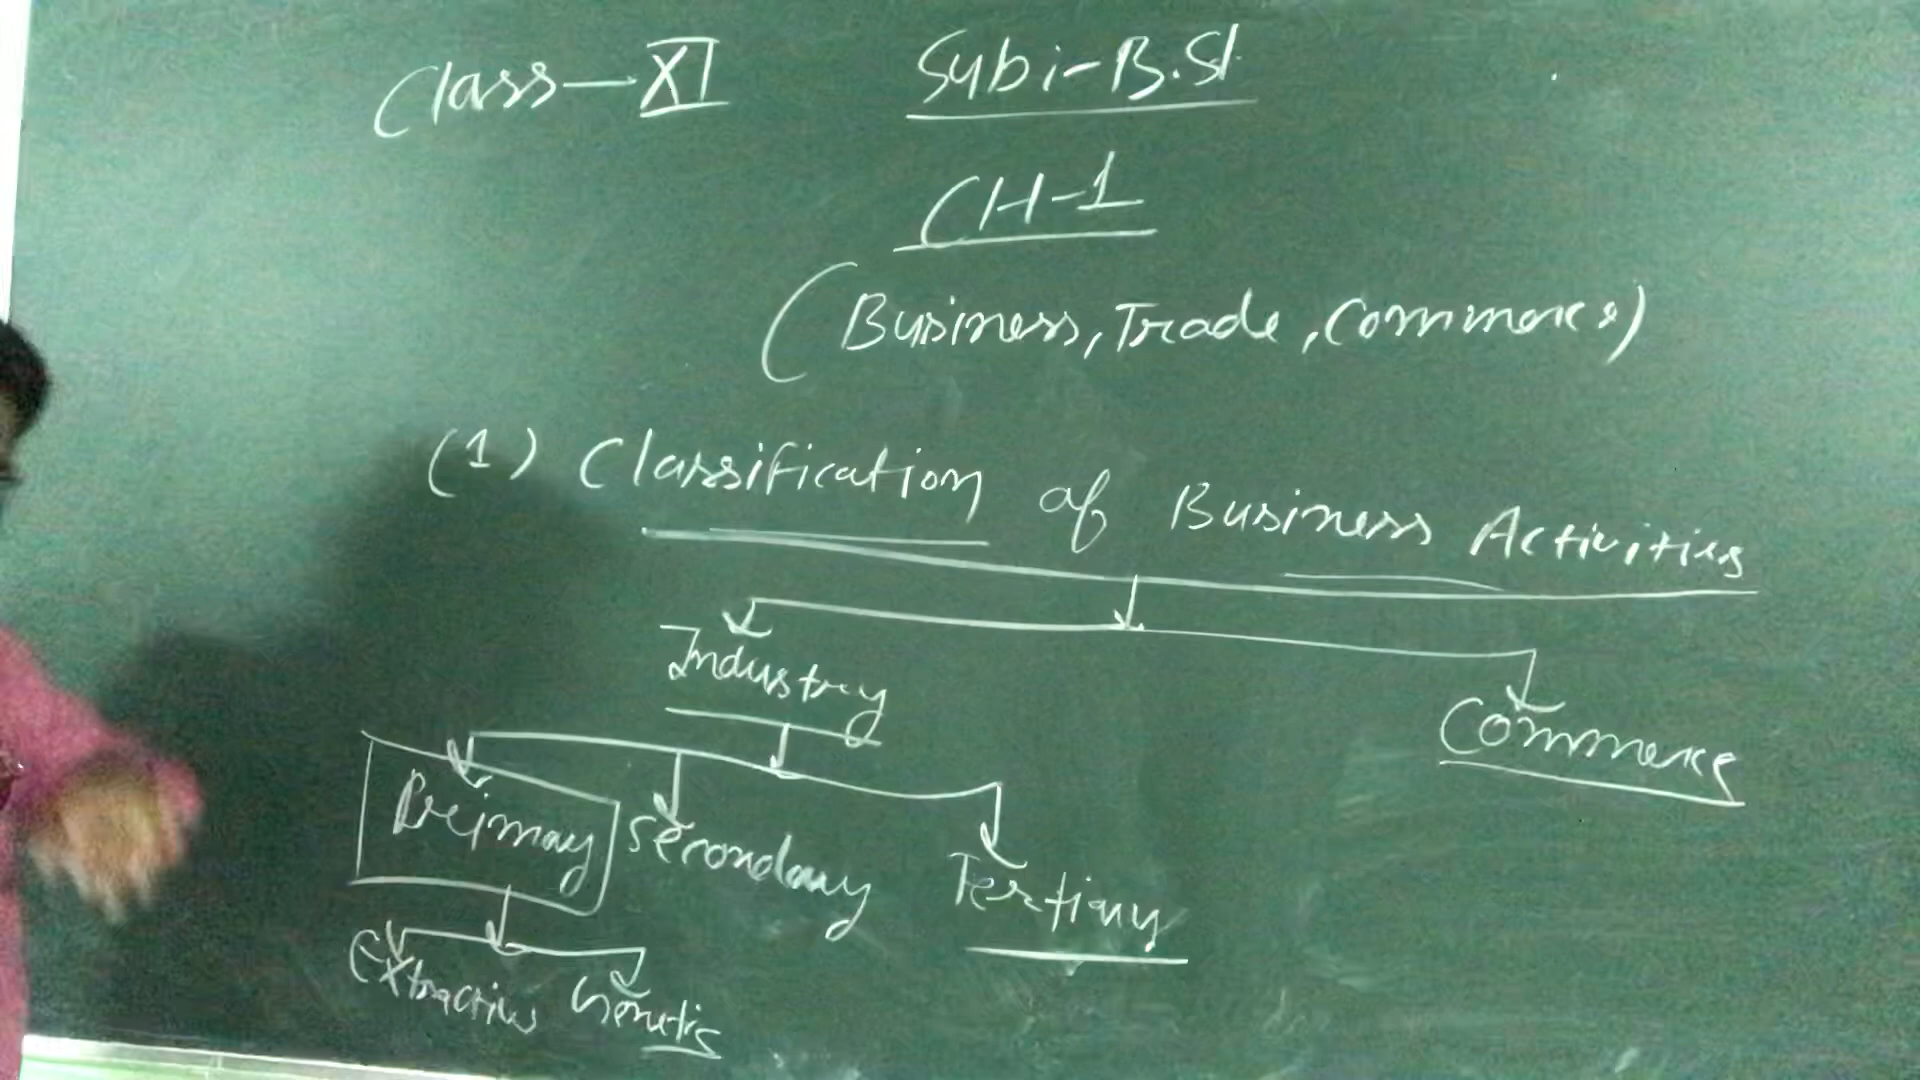 Class-XI Sub:-B.St.
CH-1
(Business, Trade, Commerce)
(1) Classification of Business Activities
Industry
Commerce
Primary Secondary Tertiary
Extractive Genetic